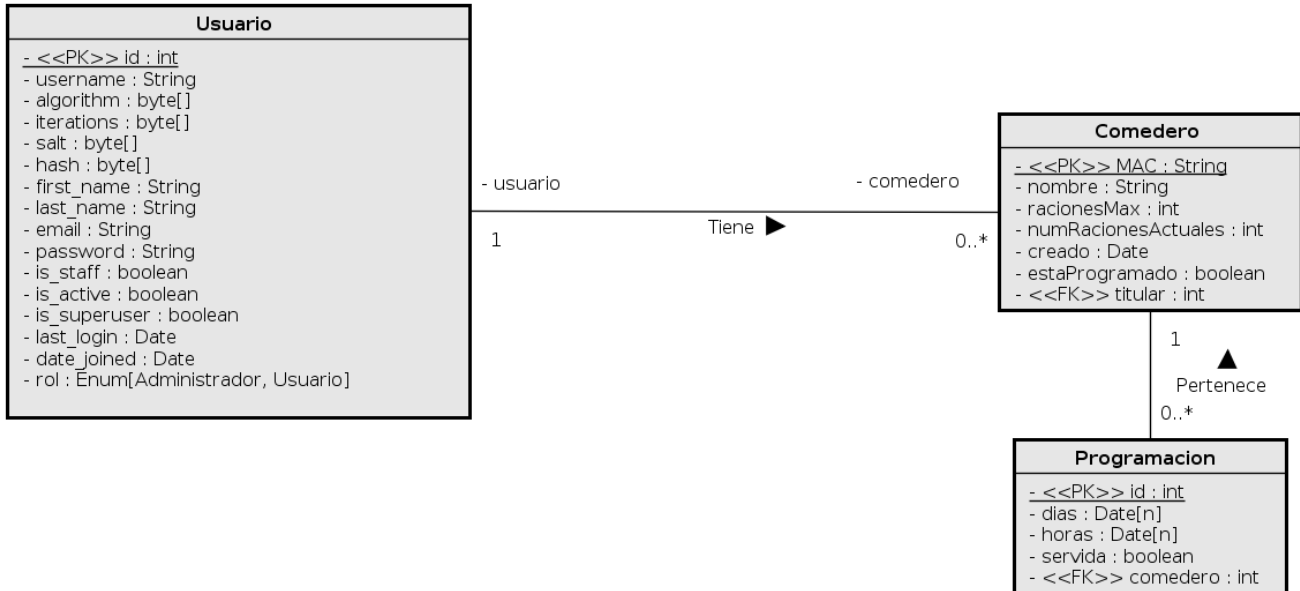 Usuario
- <<PK>> id : int
- username : String
- algorithm : byte[]
- iterations : byte[]
- salt : byte[]
- hash : byte[]
- first_name : String
- last_name : String
- email : String
- password : String
- is_staff : boolean
- is_active : boolean
- is_superuser : boolean
- last_login : Date
- date_joined : Date
- rol : Enum[Administrador, Usuario]
- usuario
1
Tiene
- comedero
0..*
Comedero
- <<PK>> MAC : String
- nombre : String
- racionesMax : int
- numRacionesActuales : int
- creado : Date
- estaProgramado : boolean
- <<FK>> titular : int
1
Pertenece
0..*
Programacion
- <<PK>> id : int
- dias : Date[n]
- horas : Date[n]
- servida : boolean
- <<FK>> comedero : int